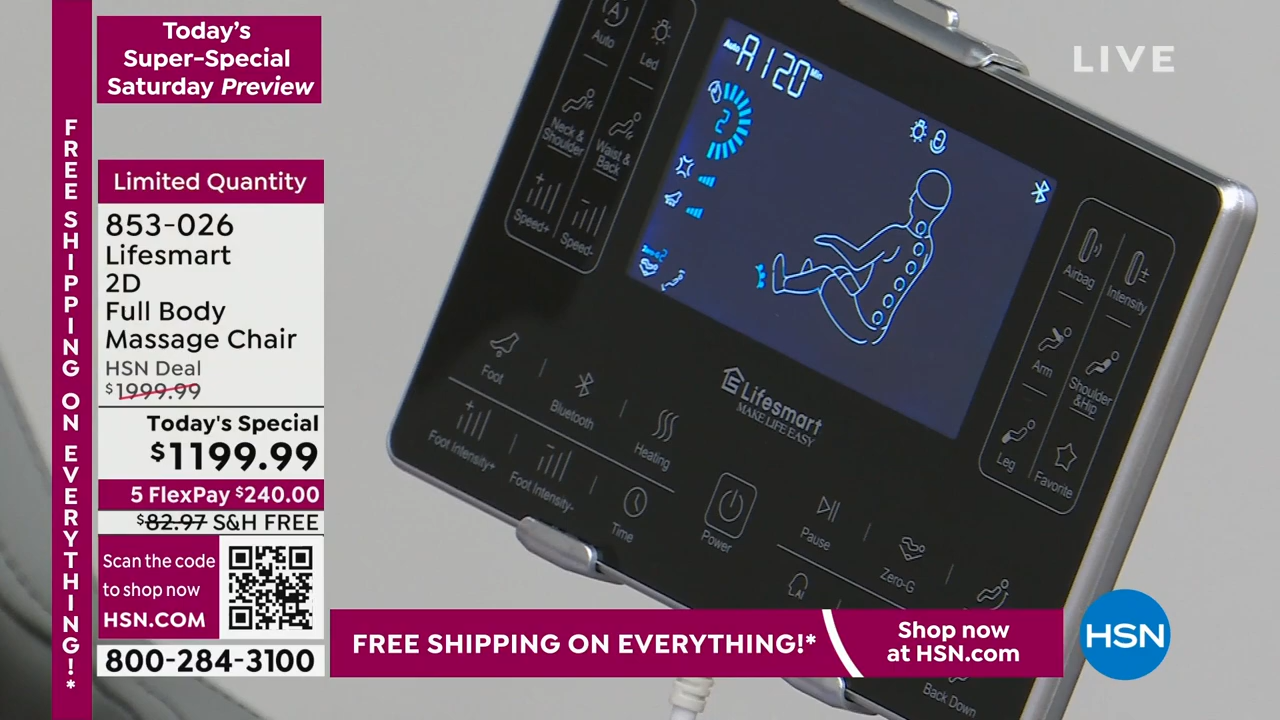 Today's
Super-Special
Saturday Preview
FREE SHIPPING ON EVERYTHING!*
Limited Quantity
853-026
Lifesmart
2D
Full Body
Massage Chair
HSN Deal
$1999.99
Today's Special
$1199.99
5 FlexPay $240.00
$82.97 S&H FREE
Scan the code
to shop now
HSN.COM
800-284-3100
LIVE
A
Auto
Led
Neck &
Shoulder
Waist &
Back
Speed+
Speed-
Auto A120 Min
2
Airbag
Intensity
Arm
Shoulder
&Hip
Leg
Favorite
Lifesmart
MAKE LIFE EASY
Foot
Bluetooth
Heating
Foot Intensity+
Foot Intensity-
Time
Power
Pause
Zero-G
Back Down
FREE SHIPPING ON EVERYTHING!*
Shop now
at HSN.com
HSN